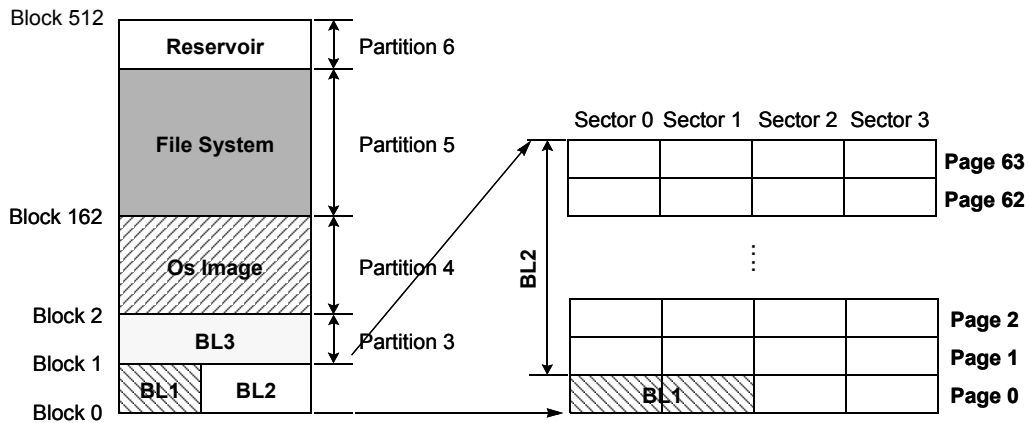 Block 512
Reservoir
Partition 6
File System
Partition 5
Block 162
Os Image
Partition 4
Block 2
BL3
Partition 3
Block 1
BL1
BL2
Block 0
Sector 0 Sector 1 Sector 2 Sector 3
Page 63
Page 62
BL2
⋮
Page 2
Page 1
BL1
Page 0